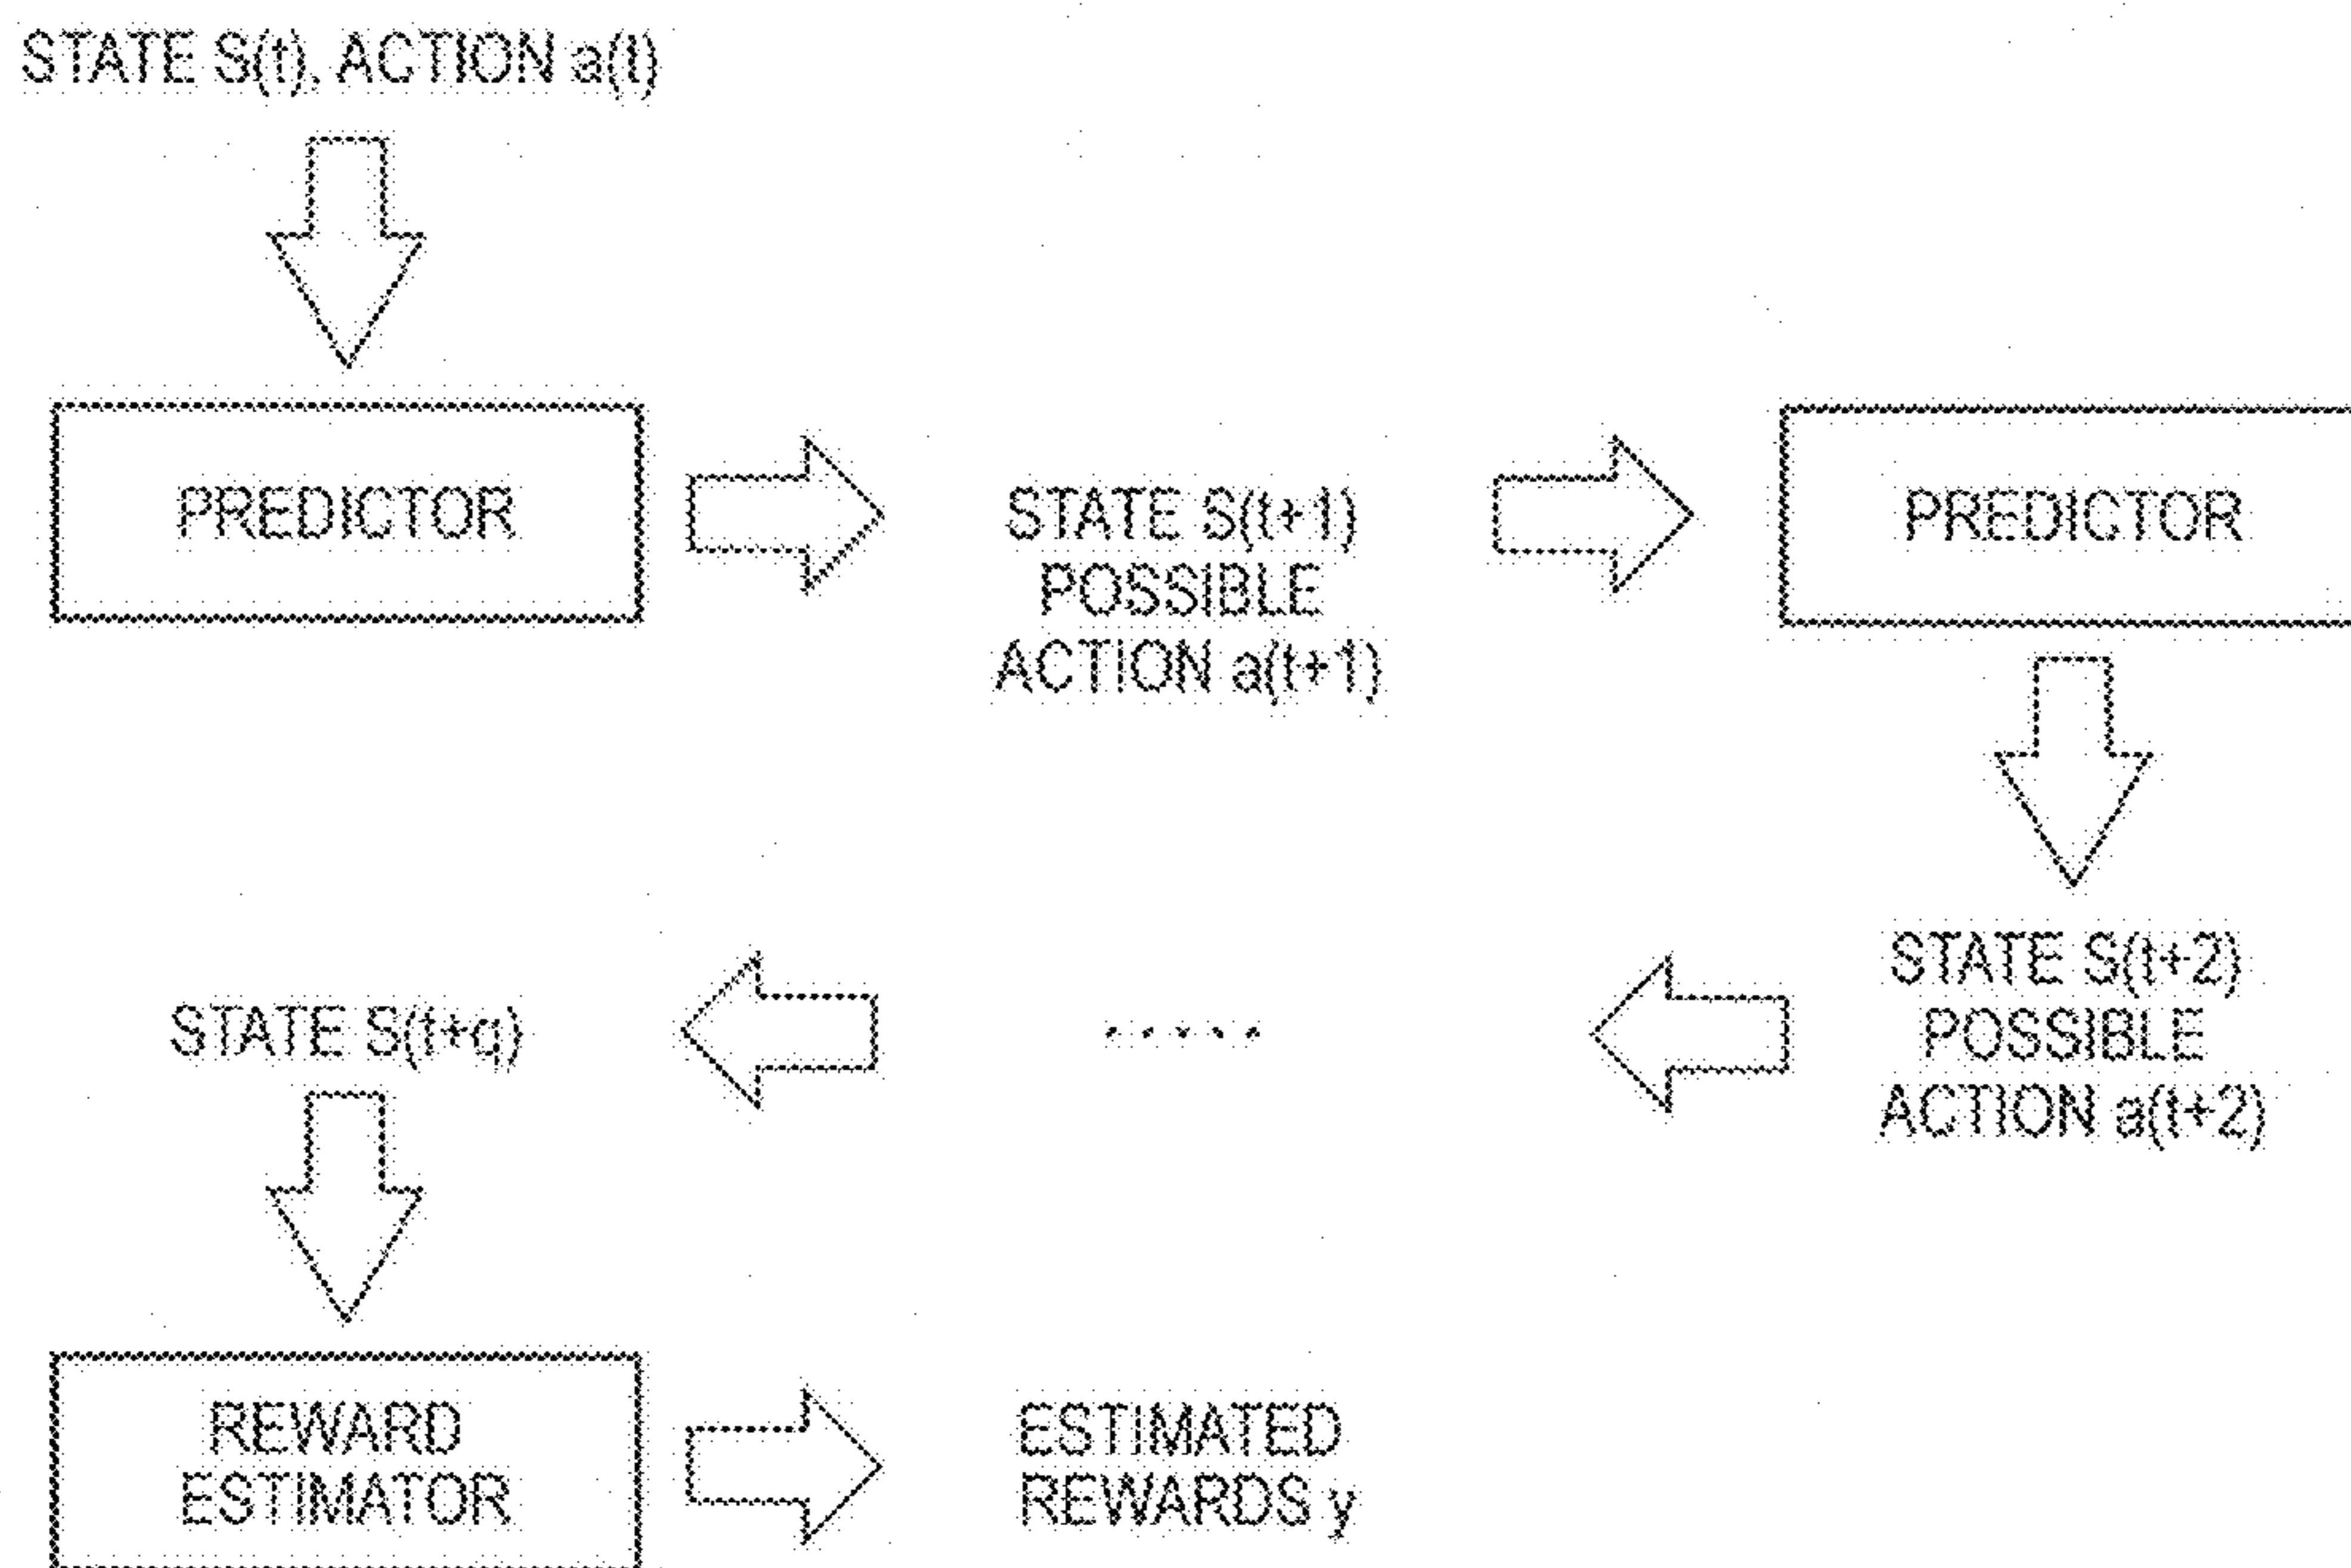 STATE S(t), ACTION a(t)
PREDICTOR
STATE S(t+1)
POSSIBLE
ACTION a(t+1)
PREDICTOR
STATE S(t+2)
POSSIBLE
ACTION a(t+2)
.....
STATE S(t+q)
REWARD
ESTIMATOR
ESTIMATED
REWARDS y